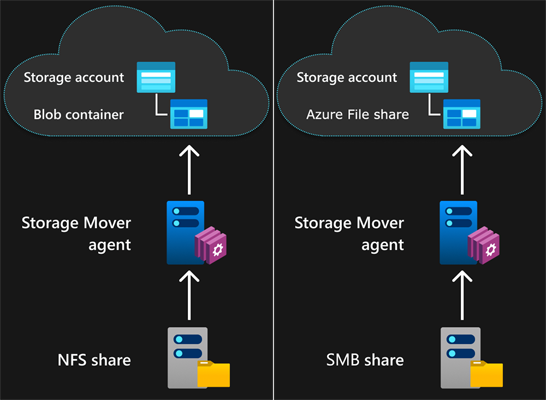 Storage account
Blob container
Storage Mover
agent
NFS share
Storage account
Azure File share
Storage Mover
agent
SMB share